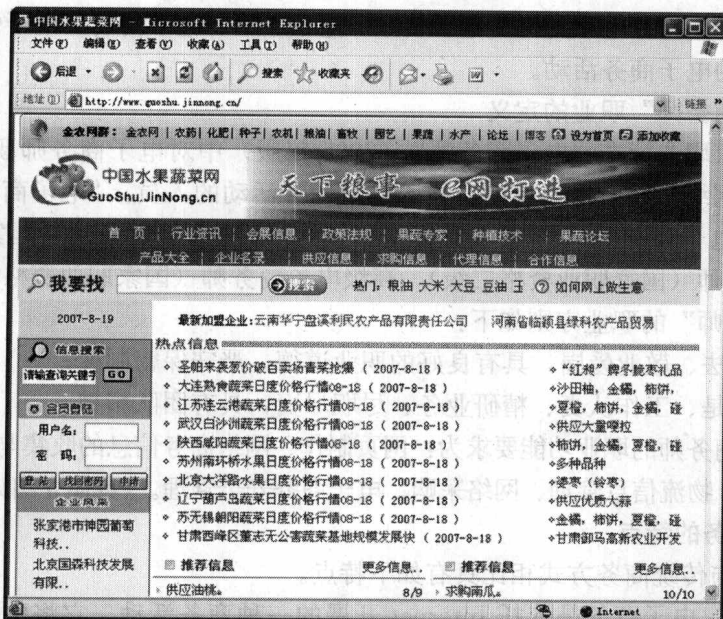 中国水果蔬菜网 - Microsoft Internet Explorer
文件(F) 编辑(E) 查看(V) 收藏(A) 工具(T) 帮助(H)
后退 搜索 收藏夹
地址(D) http://www.guoshu.jinnong.cn/ 链接 »
金农网群: 金农网 | 农药 | 化肥 | 种子 | 农机 | 粮油 | 畜牧 | 园艺 | 果蔬 | 水产 | 论坛 | 博客 设为首页 添加收藏
中国水果蔬菜网
GuoShu.JinNong.cn
天下粮事 e网打进
首 页 | 行业资讯 | 会展信息 | 政策法规 | 果蔬专家 | 种植技术 | 果蔬论坛
产品大全 | 企业名录 | 供应信息 | 求购信息 | 代理信息 | 合作信息
我要找 搜索 热门: 粮油 大米 大豆 豆油 玉 如何网上做生意
2007-8-19 最新加盟企业:云南华宁盘溪利民农产品有限责任公司 河南省临颍县绿科农产品贸易
信息搜索
请输查询关键字 GO
会员登陆
用户名:
密 码:
登 陆 找回密码 申请
企业风采
张家港市神园葡萄
科技..
北京国森科技发展
有限..
热点信息
圣帕来袭葱价破百卖场青菜抢爆 ( 2007-8-18 )
大连熟食蔬菜日度价格行情08-18 ( 2007-8-18 )
江苏连云港蔬菜日度价格行情08-18 ( 2007-8-18 )
武汉白沙洲蔬菜日度价格行情08-18 ( 2007-8-18 )
陕西咸阳蔬菜日度价格行情08-18 ( 2007-8-18 )
苏州南环桥水果日度价格行情08-18 ( 2007-8-18 )
北京大洋路水果日度价格行情08-18 ( 2007-8-18 )
辽宁葫芦岛蔬菜日度价格行情08-18 ( 2007-8-18 )
苏无锡朝阳蔬菜日度价格行情08-18 ( 2007-8-18 )
甘肃西峰区董志无公害蔬菜基地规模发展快 ( 2007-8-18 )
“红颊”牌冬脆枣礼品
沙田柚,金橘,柿饼,
夏橙,柿饼,金橘,碰
供应大量嘎拉
柿饼,金橘,夏橙,碰
多种品种
婆枣(铃枣)
供应优质大蒜
金橘,柿饼,夏橙,碰
甘肃御马高新农业开发
推荐信息 更多信息.. 推荐信息 更多信息..
供应油桃。 8/9 求购南瓜。 10/10
Internet